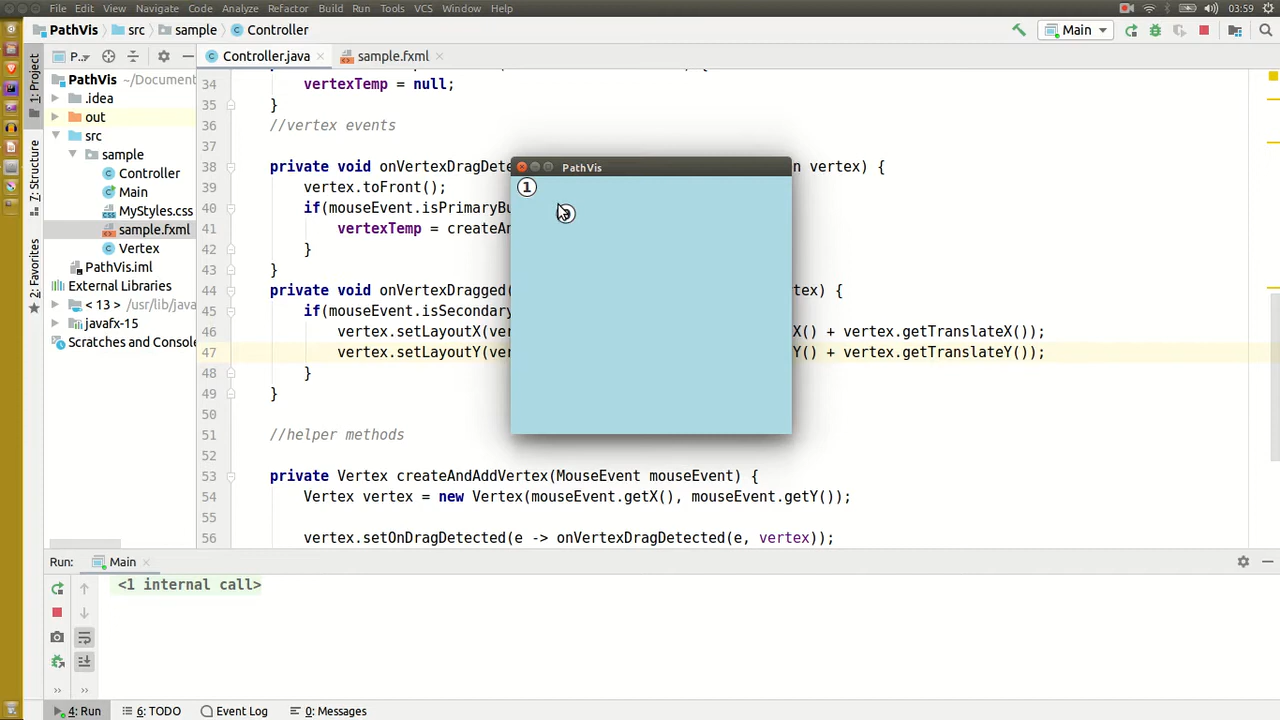 File Edit View Navigate Code Analyze Refactor Build Run Tools VCS Window Help 03:59
PathVis src sample Controller Main
1: Project
7: Structure
2: Favorites
P..
Controller.java sample.fxml
PathVis ~/Document
.idea
out
src
sample
Controller
Main
MyStyles.css
sample.fxml
Vertex
PathVis.iml
External Libraries
< 13 > /usr/lib/java
javafx-15
Scratches and Console
34 vertexTemp = null;
35 }
36 //vertex events
37
38 private void onVertexDragDete n vertex) {
39 vertex.toFront();
40 if(mouseEvent.isPrimaryBu
41 vertexTemp = createAn
42 }
43 }
44 private void onVertexDragged( tex) {
45 if(mouseEvent.isSecondary
46 vertex.setLayoutX(ver X() + vertex.getTranslateX());
47 vertex.setLayoutY(ver Y() + vertex.getTranslateY());
48 }
49 }
50
51 //helper methods
52
53 private Vertex createAndAddVertex(MouseEvent mouseEvent) {
54 Vertex vertex = new Vertex(mouseEvent.getX(), mouseEvent.getY());
55
56 vertex.setOnDragDetected(e -> onVertexDragDetected(e, vertex));
PathVis
1
Run: Main
<1 internal call>
4: Run 6: TODO Event Log 0: Messages